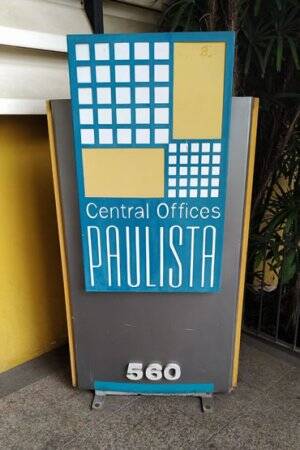 Central Offices
PAULISTA
560